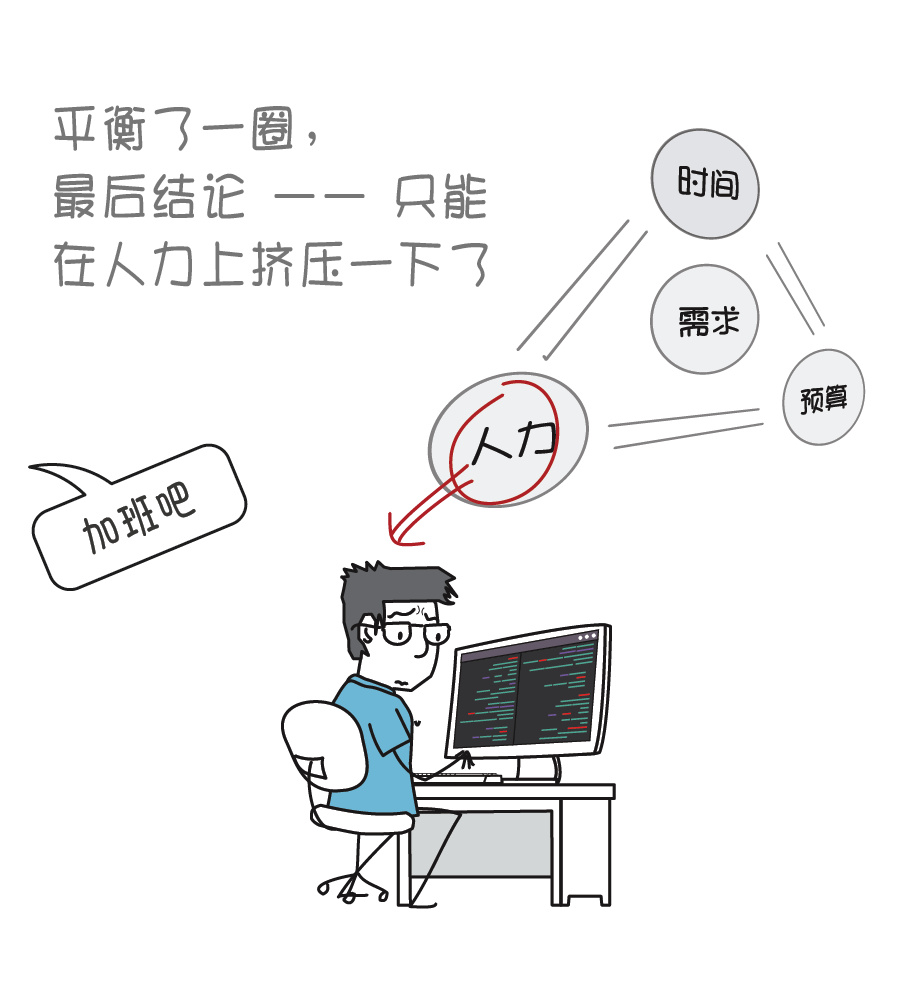 平衡了一圈，
最后结论 —— 只能
在人力上挤压一下了
时间
需求
预算
人力
加班吧